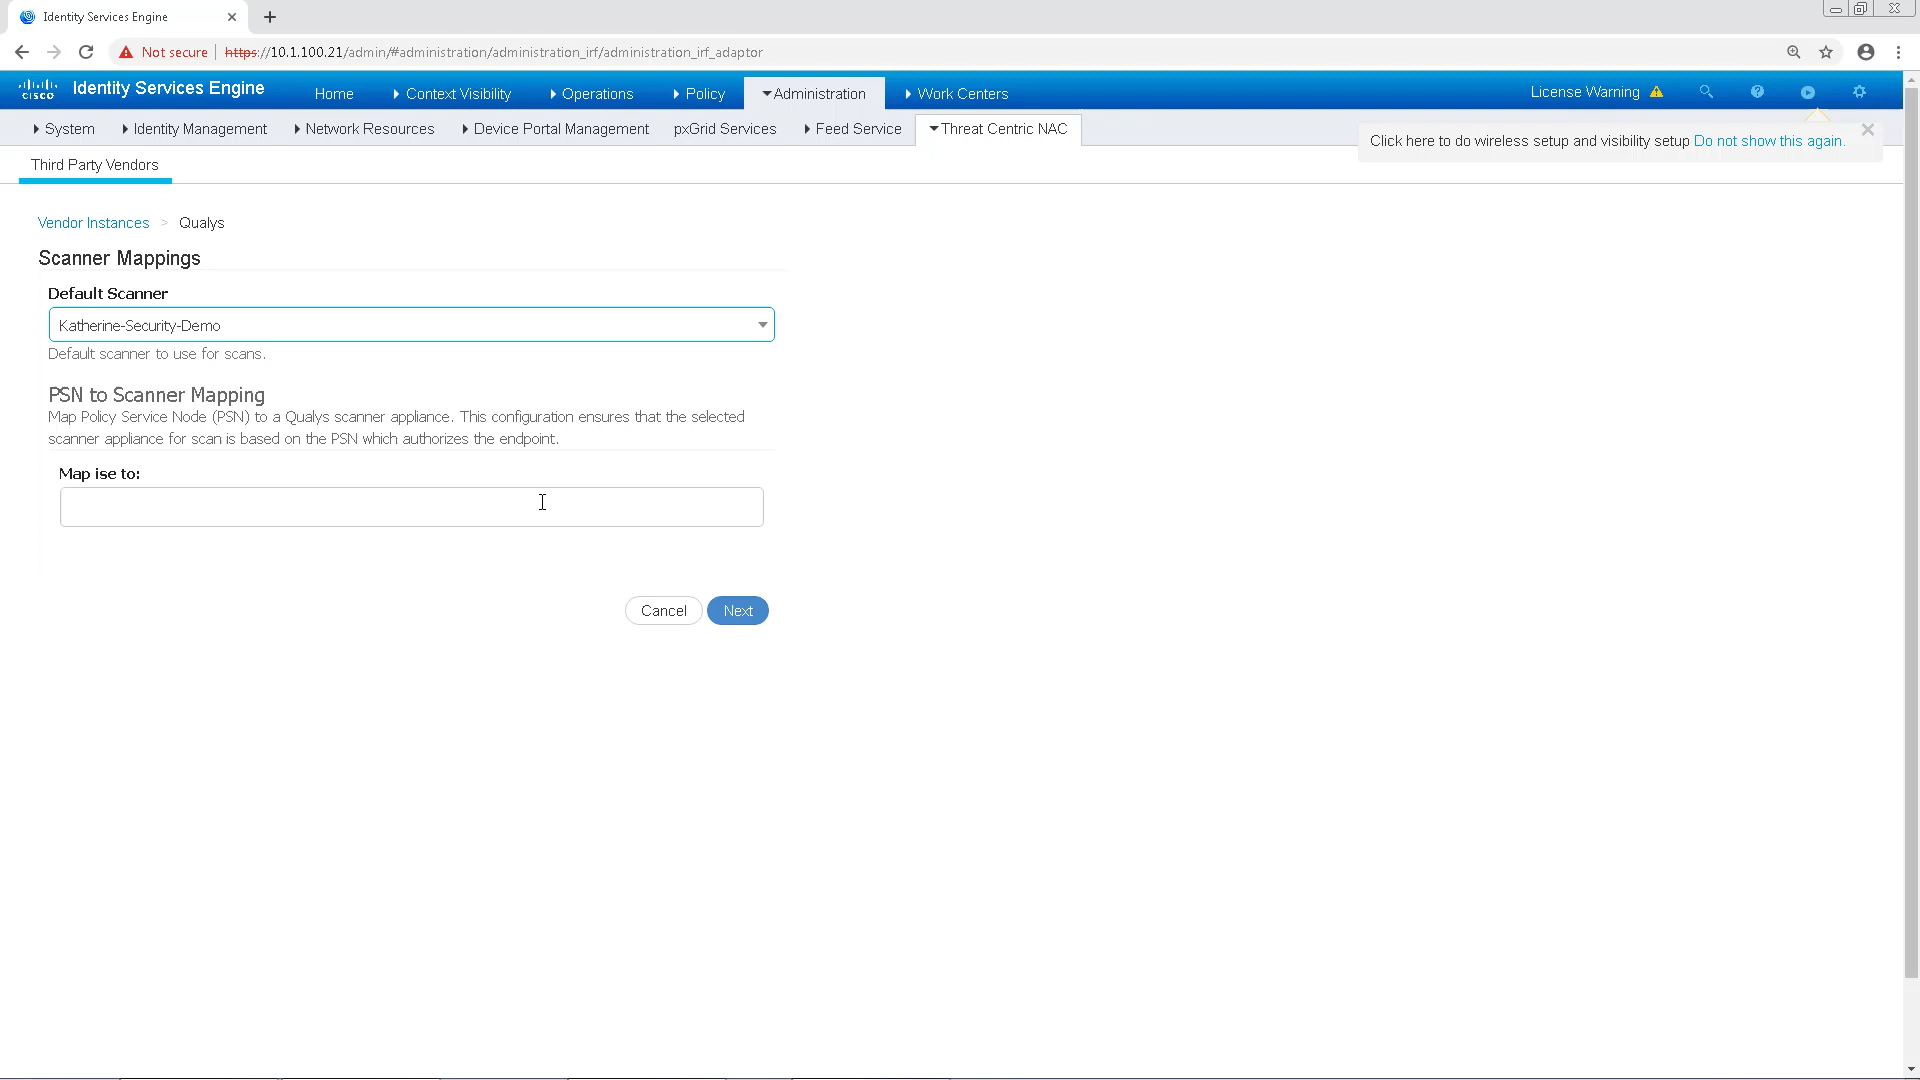 Identity Services Engine
Not secure https://10.1.100.21/admin/#administration/administration_irf/administration_irf_adaptor
CISCO Identity Services Engine Home Context Visibility Operations Policy Administration Work Centers License Warning
System Identity Management Network Resources Device Portal Management pxGrid Services Feed Service Threat Centric NAC
Click here to do wireless setup and visibility setup Do not show this again.
Third Party Vendors
Vendor Instances > Qualys
Scanner Mappings
Default Scanner
Katherine-Security-Demo
Default scanner to use for scans.
PSN to Scanner Mapping
Map Policy Service Node (PSN) to a Qualys scanner appliance. This configuration ensures that the selected
scanner appliance for scan is based on the PSN which authorizes the endpoint.
Map ise to:
Cancel Next